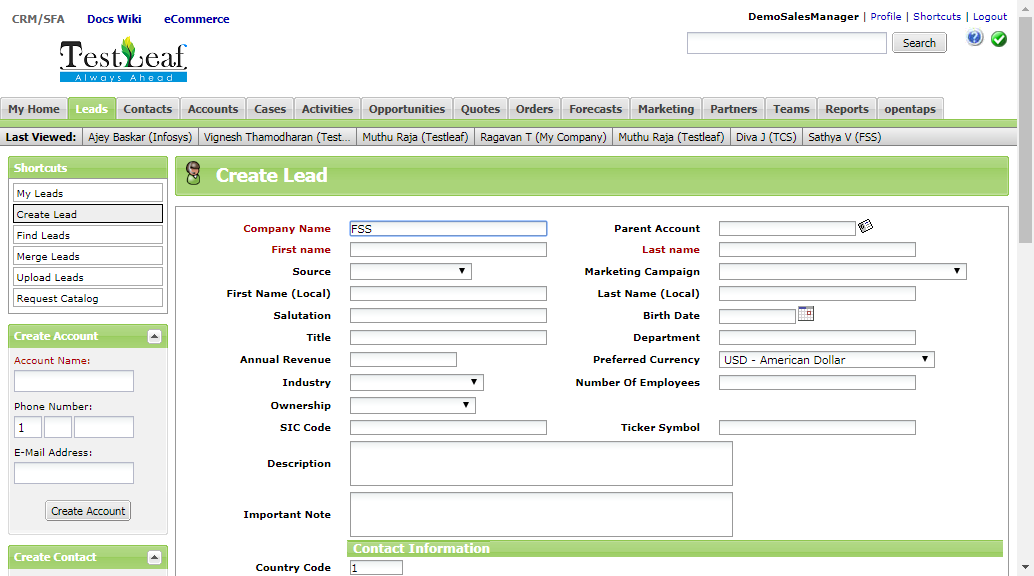 CRM/SFA Docs Wiki eCommerce
DemoSalesManager | Profile | Shortcuts | Logout
TestLeaf
Always Ahead
Search
My Home Leads Contacts Accounts Cases Activities Opportunities Quotes Orders Forecasts Marketing Partners Teams Reports opentaps
Last Viewed: Ajey Baskar (Infosys) Vignesh Thamodharan (Test... Muthu Raja (Testleaf) Ragavan T (My Company) Muthu Raja (Testleaf) Diva J (TCS) Sathya V (FSS)
Shortcuts
My Leads
Create Lead
Find Leads
Merge Leads
Upload Leads
Request Catalog
Create Account
Account Name:
Phone Number:
1
E-Mail Address:
Create Account
Create Contact
Create Lead
Company Name FSS Parent Account
First name Last name
Source Marketing Campaign
First Name (Local) Last Name (Local)
Salutation Birth Date
Title Department
Annual Revenue Preferred Currency USD - American Dollar
Industry Number Of Employees
Ownership
SIC Code Ticker Symbol
Description
Important Note
Contact Information
Country Code 1